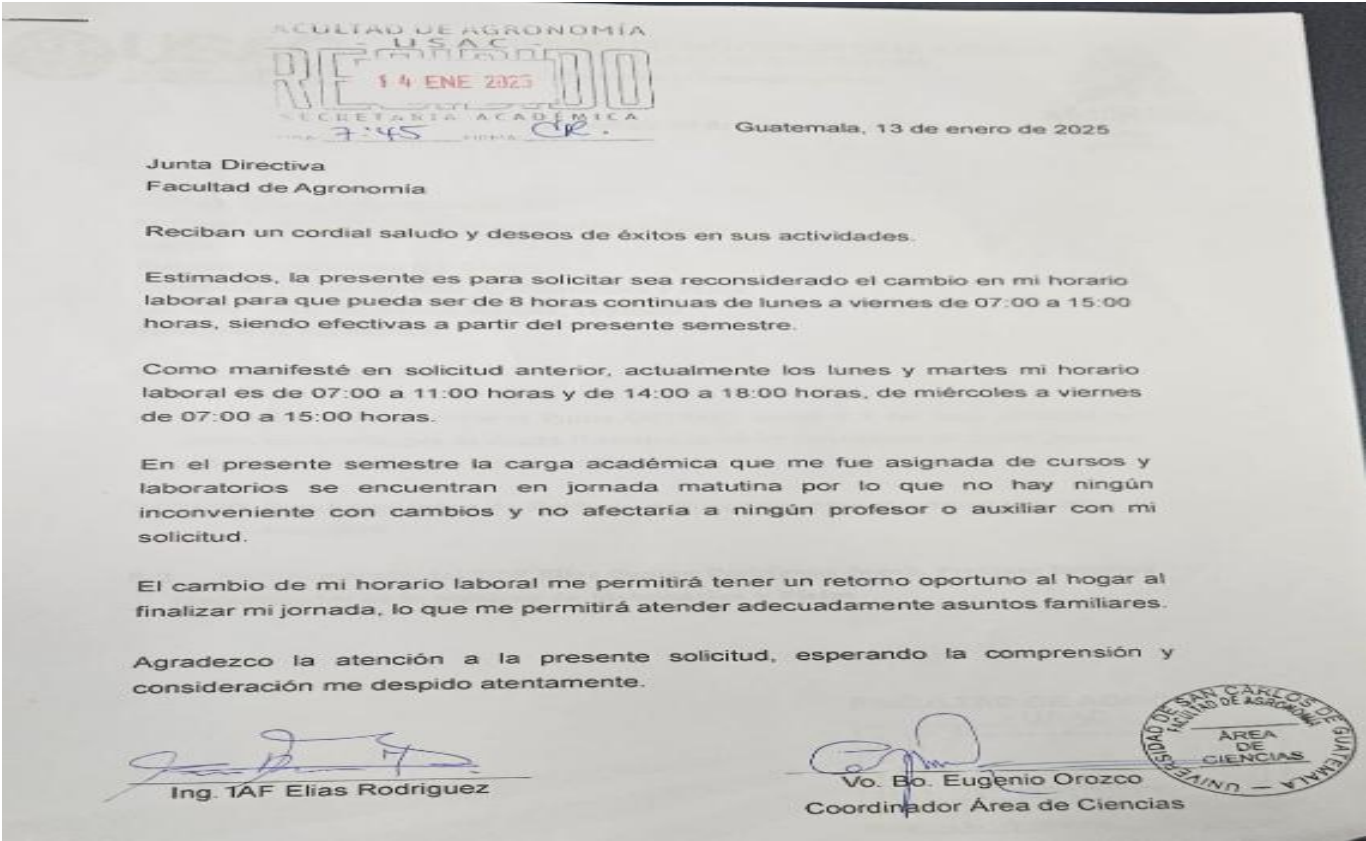 FACULTAD DE AGRONOMÍA
- USAC -
RECIBIDO
14 ENE 2025
SECRETARIA ACADÉMICA
7:45 CR.
Guatemala, 13 de enero de 2025
Junta Directiva
Facultad de Agronomía
Reciban un cordial saludo y deseos de éxitos en sus actividades.
Estimados, la presente es para solicitar sea reconsiderado el cambio en mi horario
laboral para que pueda ser de 8 horas continuas de lunes a viernes de 07:00 a 15:00
horas, siendo efectivas a partir del presente semestre.
Como manifesté en solicitud anterior, actualmente los lunes y martes mi horario
laboral es de 07:00 a 11:00 horas y de 14:00 a 18:00 horas, de miércoles a viernes
de 07:00 a 15:00 horas.
En el presente semestre la carga académica que me fue asignada de cursos y
laboratorios se encuentran en jornada matutina por lo que no hay ningún
inconveniente con cambios y no afectaría a ningún profesor o auxiliar con mi
solicitud.
El cambio de mi horario laboral me permitirá tener un retorno oportuno al hogar al
finalizar mi jornada, lo que me permitirá atender adecuadamente asuntos familiares.
Agradezco la atención a la presente solicitud, esperando la comprensión y
consideración me despido atentamente.
Ing. IAF Elias Rodriguez
Vo. Bo. Eugenio Orozco
Coordinador Área de Ciencias
UNIVERSIDAD DE SAN CARLOS DE GUATEMALA
FACULTAD DE AGRONOMIA
AREA
DE
CIENCIAS